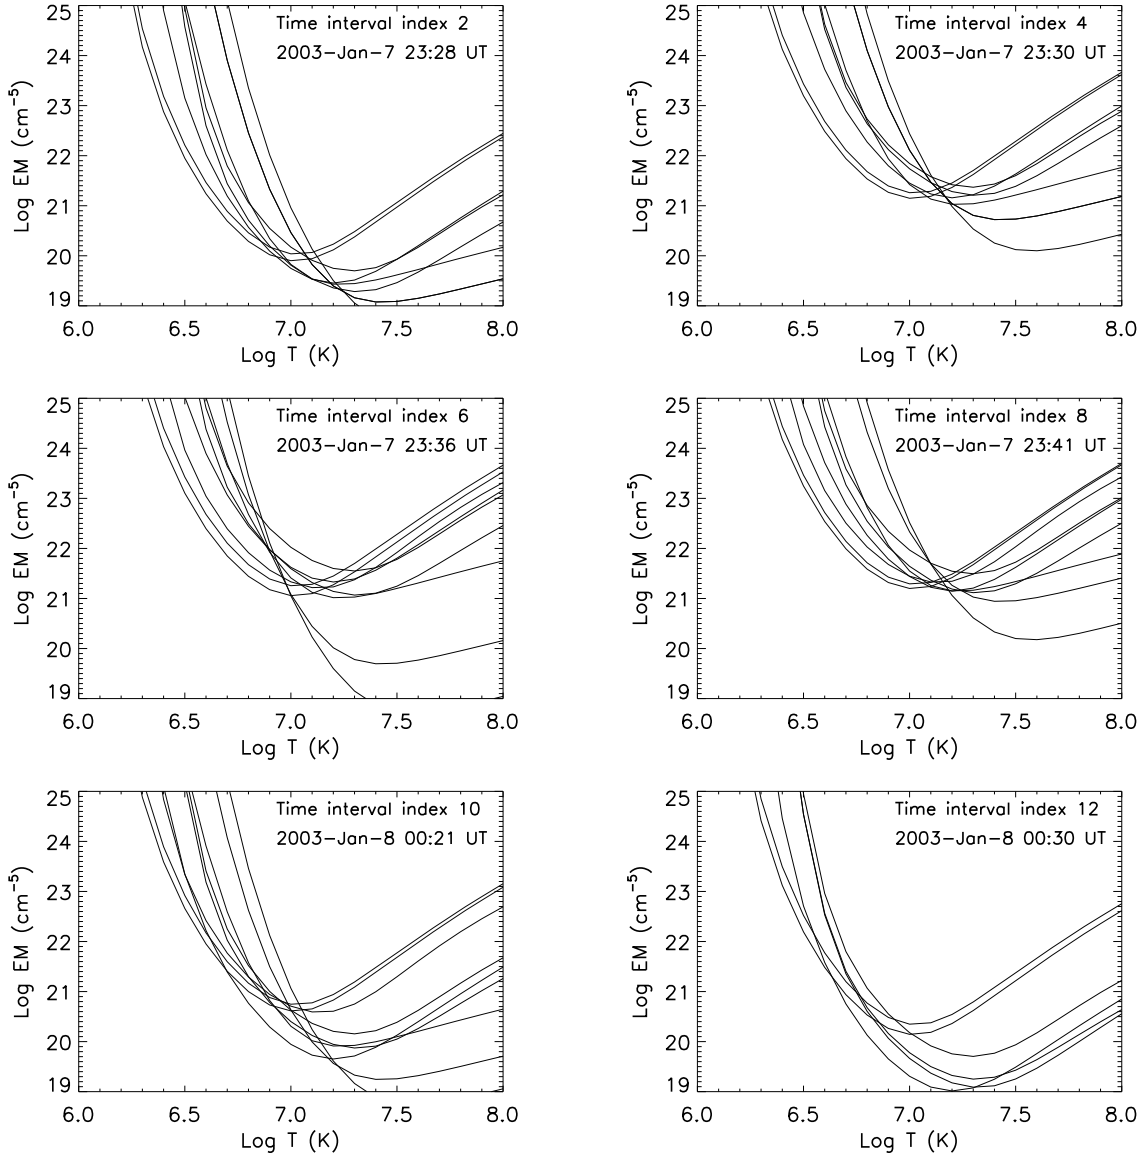 Time interval index 2
2003-Jan-7 23:28 UT
25
24
23
22
21
20
19
Log EM (cm-5)
6.0 6.5 7.0 7.5 8.0
Log T (K)
Time interval index 4
2003-Jan-7 23:30 UT
25
24
23
22
21
20
19
Log EM (cm-5)
6.0 6.5 7.0 7.5 8.0
Log T (K)
Time interval index 6
2003-Jan-7 23:36 UT
25
24
23
22
21
20
19
Log EM (cm-5)
6.0 6.5 7.0 7.5 8.0
Log T (K)
Time interval index 8
2003-Jan-7 23:41 UT
25
24
23
22
21
20
19
Log EM (cm-5)
6.0 6.5 7.0 7.5 8.0
Log T (K)
Time interval index 10
2003-Jan-8 00:21 UT
25
24
23
22
21
20
19
Log EM (cm-5)
6.0 6.5 7.0 7.5 8.0
Log T (K)
Time interval index 12
2003-Jan-8 00:30 UT
25
24
23
22
21
20
19
Log EM (cm-5)
6.0 6.5 7.0 7.5 8.0
Log T (K)